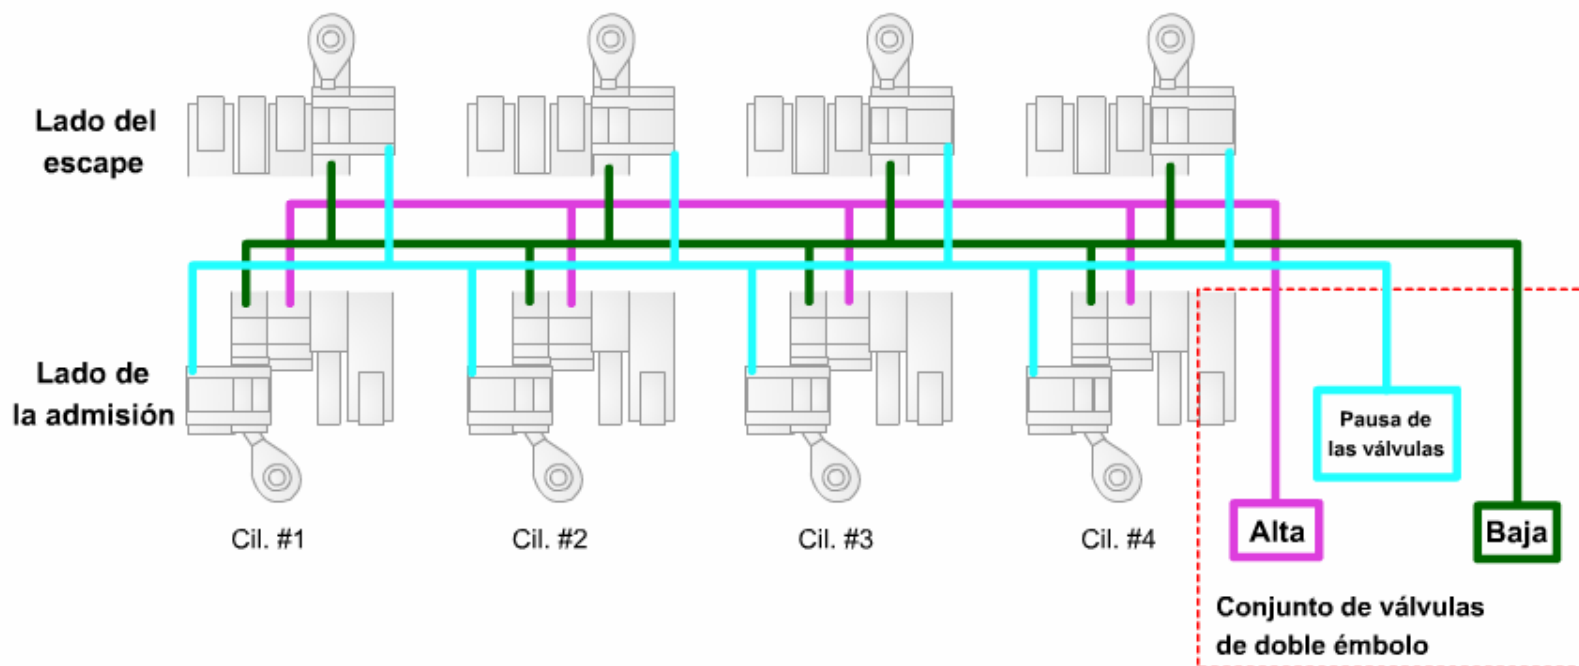 Lado del
escape
Lado de
la admisión
Cil. #1
Cil. #2
Cil. #3
Cil. #4
Pausa de
las válvulas
Alta
Baja
Conjunto de válvulas
de doble émbolo